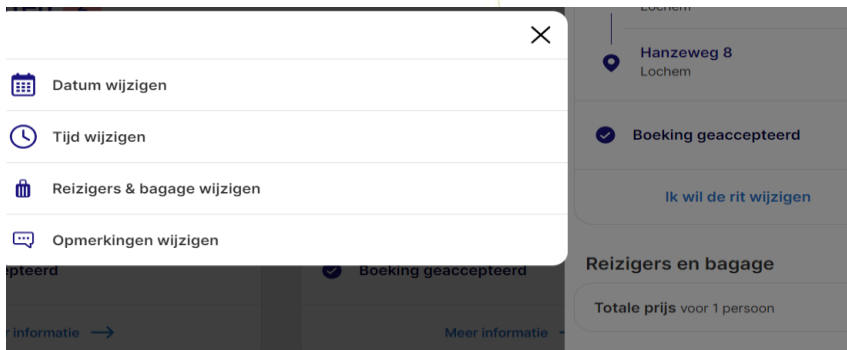 Datum wijzigen
Tijd wijzigen
Reizigers & bagage wijzigen
Opmerkingen wijzigen
Boeking geaccepteerd
Meer informatie
informatie
Lochem
Hanzeweg 8
Lochem
Boeking geaccepteerd
Ik wil de rit wijzigen
Reizigers en bagage
Totale prijs voor 1 persoon